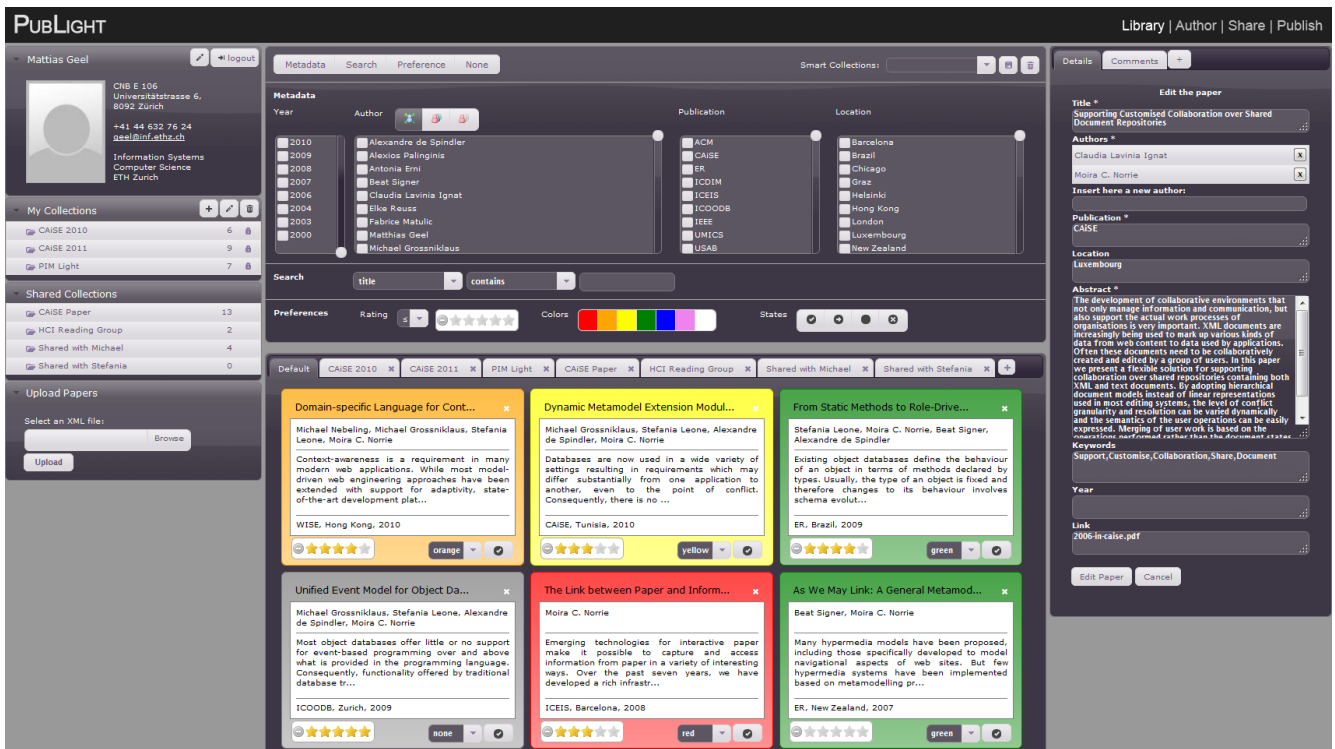 PUBLIGHT
Library | Author | Share | Publish
Mattias Geel
logout
CNB E 106
Universitätstrasse 6,
8092 Zürich
+41 44 632 76 24
geel@inf.ethz.ch
Information Systems
Computer Science
ETH Zurich
My Collections
CAiSE 2010 6
CAiSE 2011 9
PIM Light 7
Shared Collections
CAiSE Paper 13
HCI Reading Group 2
Shared with Michael 4
Shared with Stefania 0
Upload Papers
Select an XML file:
Browse
Upload
Metadata Search Preference None
Smart Collections:
Metadata
Year Author Publication Location
2010
2009
2008
2007
2006
2004
2003
2000
Alexandre de Spindler
Alexios Palinginis
Antonia Erni
Beat Signer
Claudia Lavinia Ignat
Elke Reuss
Fabrice Matulic
Matthias Geel
Michael Grossniklaus
ACM
CAiSE
ER
ICDIM
ICEIS
ICOODB
IEEE
UMICS
USAB
Barcelona
Brazil
Chicago
Graz
Helsinki
Hong Kong
London
Luxembourg
New Zealand
Search title contains
Preferences Rating ≤ Colors States
Default CAiSE 2010 x CAiSE 2011 x PIM Light x CAiSE Paper x HCI Reading Group x Shared with Michael x Shared with Stefania x +
Domain-specific Language for Cont... x
Michael Nebeling, Michael Grossniklaus, Stefania
Leone, Moira C. Norrie
Context-awareness is a requirement in many
modern web applications. While most model-
driven web engineering approaches have been
extended with support for adaptivity, state-
of-the-art development plat...
WISE, Hong Kong, 2010
orange
Dynamic Metamodel Extension Modul... x
Michael Grossniklaus, Stefania Leone, Alexandre
de Spindler, Moira C. Norrie
Databases are now used in a wide variety of
settings resulting in requirements which may
differ substantially from one application to
another, even to the point of conflict.
Consequently, there is no ...
CAiSE, Tunisia, 2010
yellow
From Static Methods to Role-Drive... x
Stefania Leone, Moira C. Norrie, Beat Signer,
Alexandre de Spindler
Existing object databases define the behaviour
of an object in terms of methods declared by
types. Usually, the type of an object is fixed and
therefore changes to its behaviour involves
schema evolut...
ER, Brazil, 2009
green
Unified Event Model for Object Da... x
Michael Grossniklaus, Stefania Leone, Alexandre
de Spindler, Moira C. Norrie
Most object databases offer little or no support
for event-based programming over and above
what is provided in the programming language.
Consequently, functionality offered by traditional
database tr...
ICOODB, Zurich, 2009
none
The Link between Paper and Inform... x
Moira C. Norrie
Emerging technologies for interactive paper
make it possible to capture and access
information from paper in a variety of interesting
ways. Over the past seven years, we have
developed a rich infrastr...
ICEIS, Barcelona, 2008
red
As We May Link: A General Metamod... x
Beat Signer, Moira C. Norrie
Many hypermedia models have been proposed,
including those specifically developed to model
navigational aspects of web sites. But few
hypermedia systems have been implemented
based on metamodelling pr...
ER, New Zealand, 2007
green
Details Comments +
Edit the paper
Title *
Supporting Customised Collaboration over Shared
Document Repositories
Authors *
Claudia Lavinia Ignat X
Moira C. Norrie X
Insert here a new author:
Publication *
CAiSE
Location
Luxembourg
Abstract *
The development of collaborative environments that
not only manage information and communication, but
also support the actual work processes of
organisations is very important. XML documents are
increasingly being used to mark up various kinds of
data from web content to data used by applications.
Often these documents need to be collaboratively
created and edited by a group of users. In this paper
we present a flexible solution for supporting
collaboration over shared repositories containing both
XML and text documents. By adopting hierarchical
document models instead of linear representations
used in most editing systems, the level of conflict
granularity and resolution can be varied dynamically
and the semantics of the user operations can be easily
expressed. Merging of user work is based on the
operations performed rather than the document states
Keywords
Support,Customise,Collaboration,Share,Document
Year
Link
2006-in-caise.pdf
Edit Paper Cancel